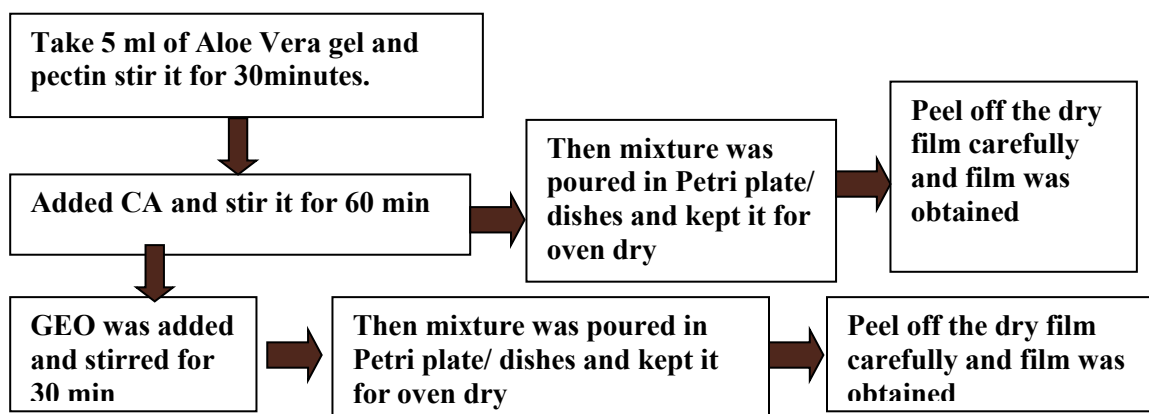 Take 5 ml of Aloe Vera gel and
pectin stir it for 30minutes.
Added CA and stir it for 60 min
Then mixture was
poured in Petri plate/
dishes and kept it for
oven dry
Peel off the dry
film carefully
and film was
obtained
GEO was added
and stirred for
30 min
Then mixture was poured in
Petri plate/ dishes and kept it
for oven dry
Peel off the dry film
carefully and film was
obtained